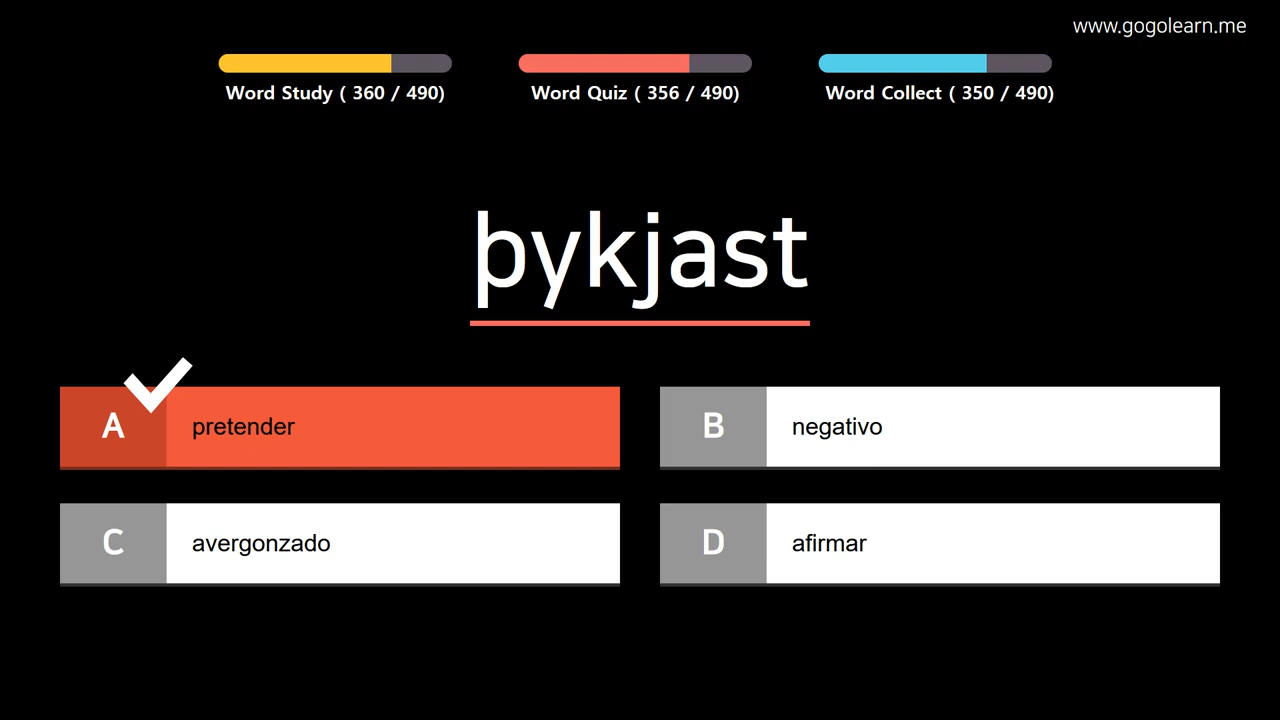 www.gogolearn.me
Word Study ( 360 / 490)
Word Quiz ( 356 / 490)
Word Collect ( 350 / 490)
þykjast
A pretender
B negativo
C avergonzado
D afirmar